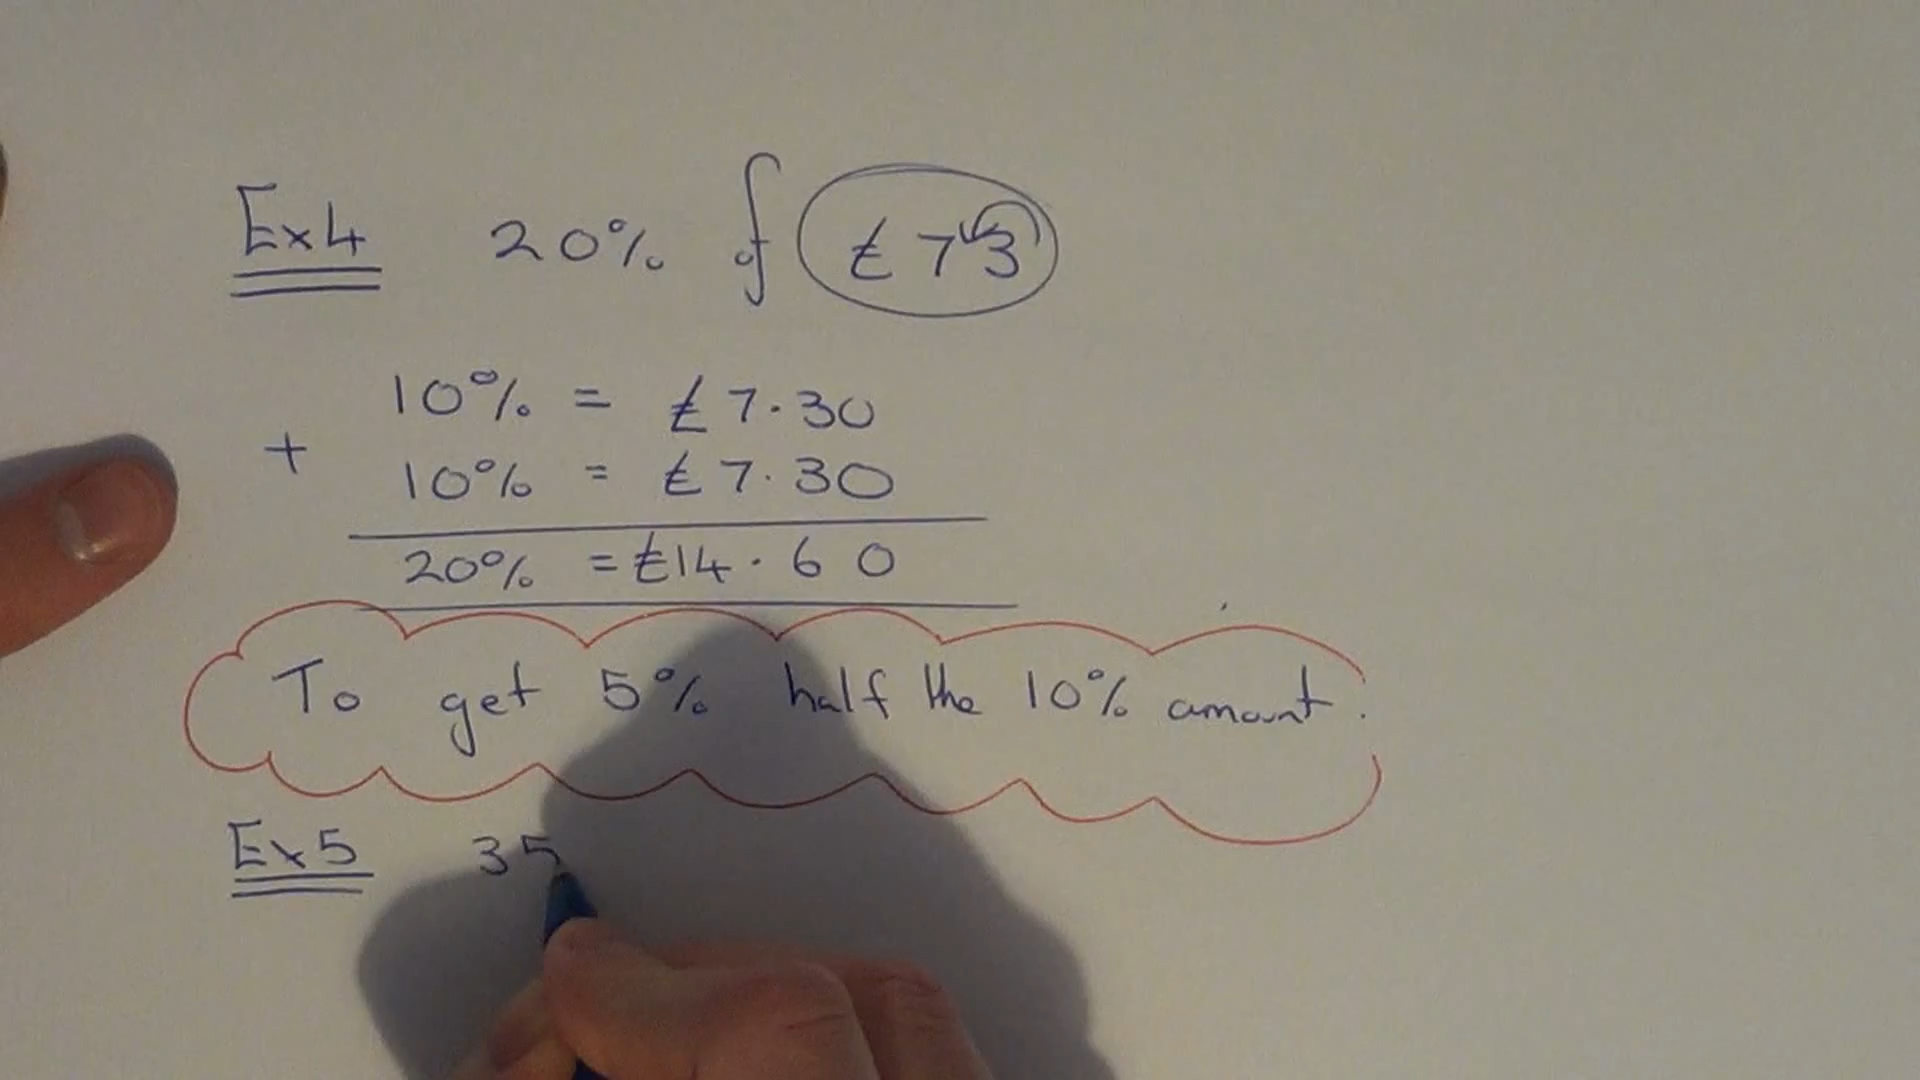 Ex4 20% of £73
10% = £7.30
+
10% = £7.30
20% = £14.60
To get 5% half the 10% amount.
Ex5 35